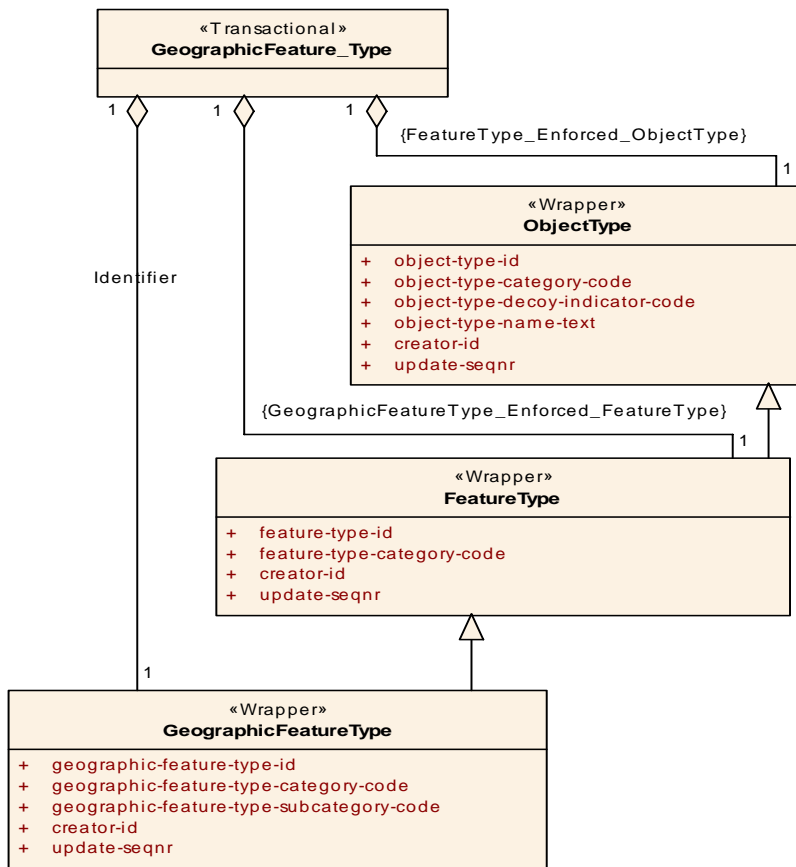 «Transactional»
GeographicFeature_Type
1
1
1
{FeatureType_Enforced_ObjectType}
1
«Wrapper»
ObjectType
+ object-type-id
+ object-type-category-code
+ object-type-decoy-indicator-code
+ object-type-name-text
+ creator-id
+ update-seqnr
Identifier
{GeographicFeatureType_Enforced_FeatureType}
1
«Wrapper»
FeatureType
+ feature-type-id
+ feature-type-category-code
+ creator-id
+ update-seqnr
1
«Wrapper»
GeographicFeatureType
+ geographic-feature-type-id
+ geographic-feature-type-category-code
+ geographic-feature-type-subcategory-code
+ creator-id
+ update-seqnr